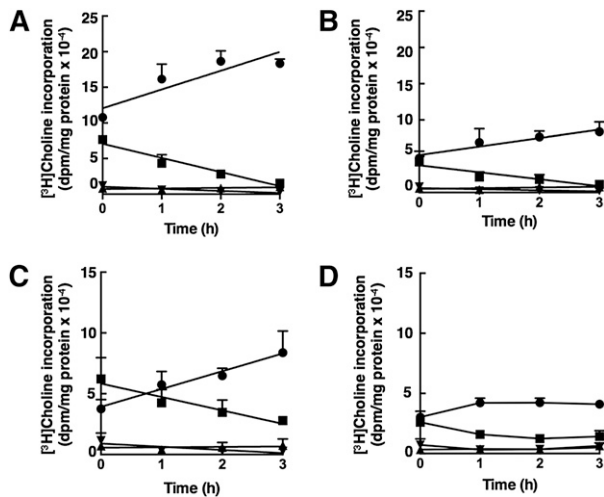 A
[³H]Choline incorporation
(dpm/mg protein x 10⁻⁴)
25
20
15
10
5
0
0 1 2 3
Time (h)
B
[³H]Choline incorporation
(dpm/mg protein x 10⁻⁴)
25
20
15
10
5
0
0 1 2 3
Time (h)
C
[³H]Choline incorporation
(dpm/mg protein x 10⁻⁴)
15
10
5
0
0 1 2 3
Time (h)
D
[³H]Choline incorporation
(dpm/mg protein x 10⁻⁴)
15
10
5
0
0 1 2 3
Time (h)